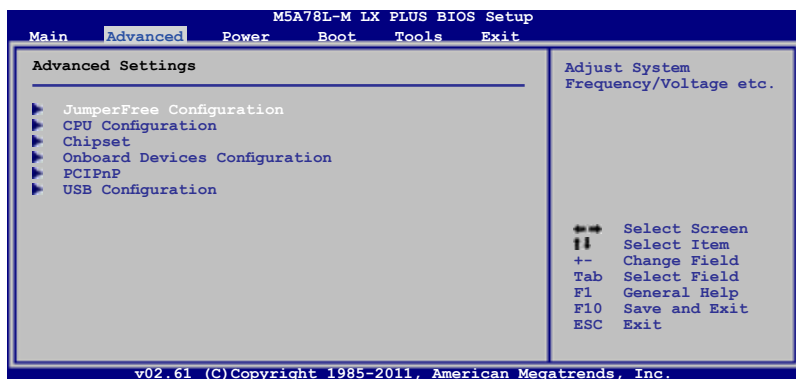 M5A78L-M LX PLUS BIOS Setup
Main Advanced Power Boot Tools Exit
Advanced Settings
JumperFree Configuration
CPU Configuration
Chipset
Onboard Devices Configuration
PCIPnP
USB Configuration
Adjust System
Frequency/Voltage etc.
Select Screen
Select Item
+- Change Field
Tab Select Field
F1 General Help
F10 Save and Exit
ESC Exit
v02.61 (C)Copyright 1985-2011, American Megatrends, Inc.